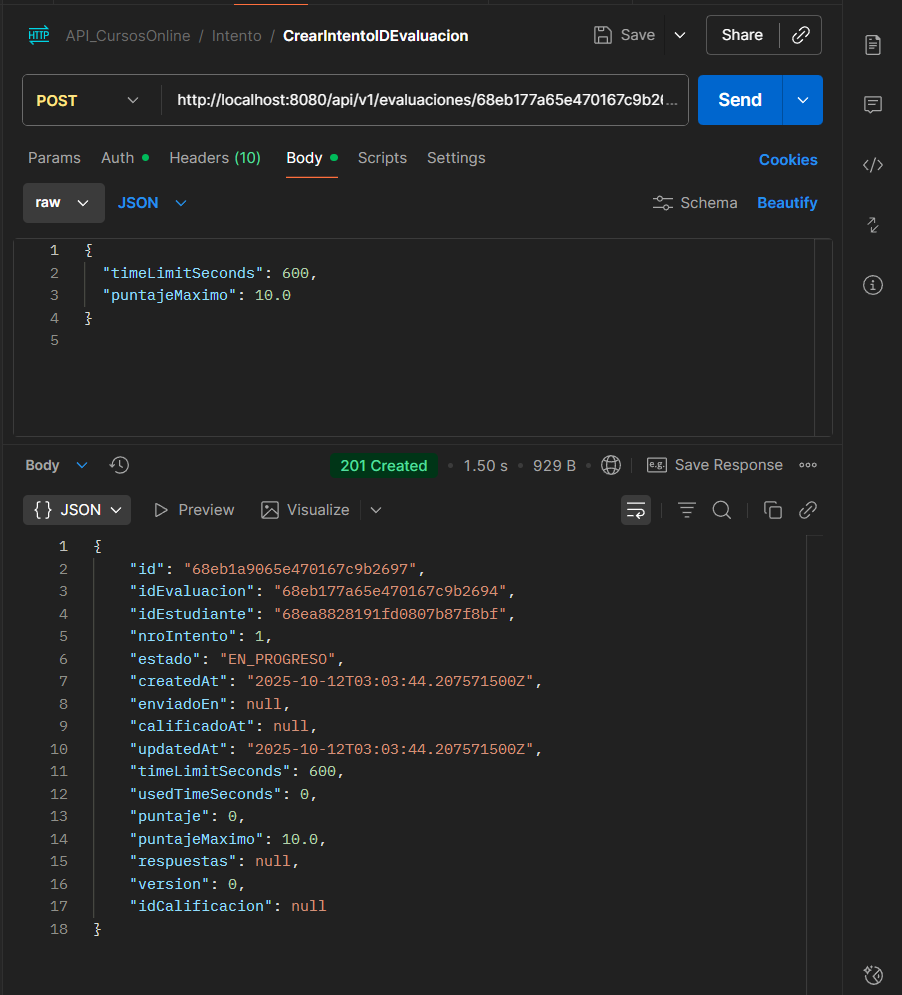 HTTP API_CursosOnline / Intento / CrearIntentoIDEvaluacion Save Share
POST http://localhost:8080/api/v1/evaluaciones/68eb177a65e470167c9b2... Send
Params Auth Headers (10) Body Scripts Settings Cookies
raw JSON Schema Beautify
1 {
2 "timeLimitSeconds": 600,
3 "puntajeMaximo": 10.0
4 }
5
Body 201 Created • 1.50 s • 929 B • e.g. Save Response
{} JSON Preview Visualize
1 {
2 "id": "68eb1a9065e470167c9b2697",
3 "idEvaluacion": "68eb177a65e470167c9b2694",
4 "idEstudiante": "68ea8828191fd0807b87f8bf",
5 "nroIntento": 1,
6 "estado": "EN_PROGRESO",
7 "createdAt": "2025-10-12T03:03:44.207571500Z",
8 "enviadoEn": null,
9 "calificadoAt": null,
10 "updatedAt": "2025-10-12T03:03:44.207571500Z",
11 "timeLimitSeconds": 600,
12 "usedTimeSeconds": 0,
13 "puntaje": 0,
14 "puntajeMaximo": 10.0,
15 "respuestas": null,
16 "version": 0,
17 "idCalificacion": null
18 }